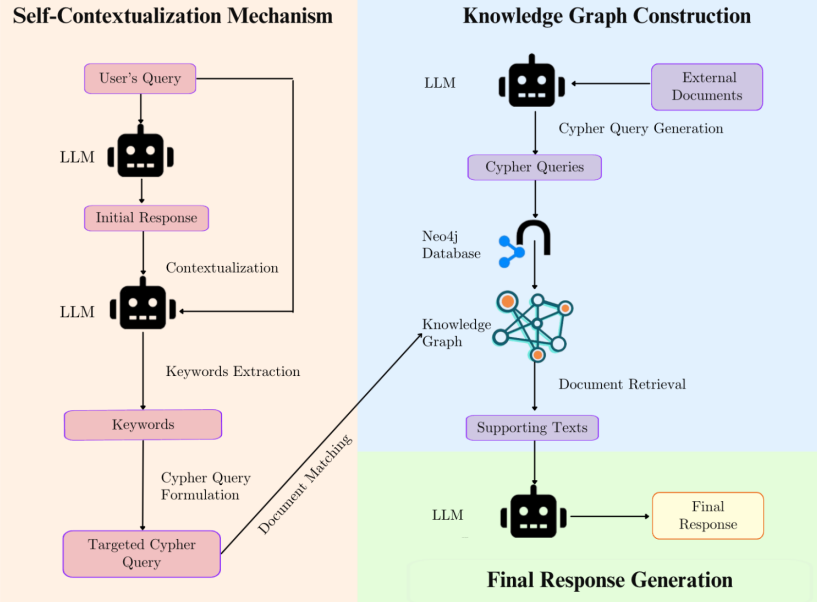 Self-Contextualization Mechanism
User's Query
LLM
Initial Response
Contextualization
LLM
Keywords Extraction
Keywords
Cypher Query
Formulation
Targeted Cypher
Query
Document Matching
Knowledge Graph Construction
LLM
External
Documents
Cypher Query Generation
Cypher Queries
Neo4j
Database
Knowledge
Graph
Document Retrieval
Supporting Texts
LLM
Final
Response
Final Response Generation